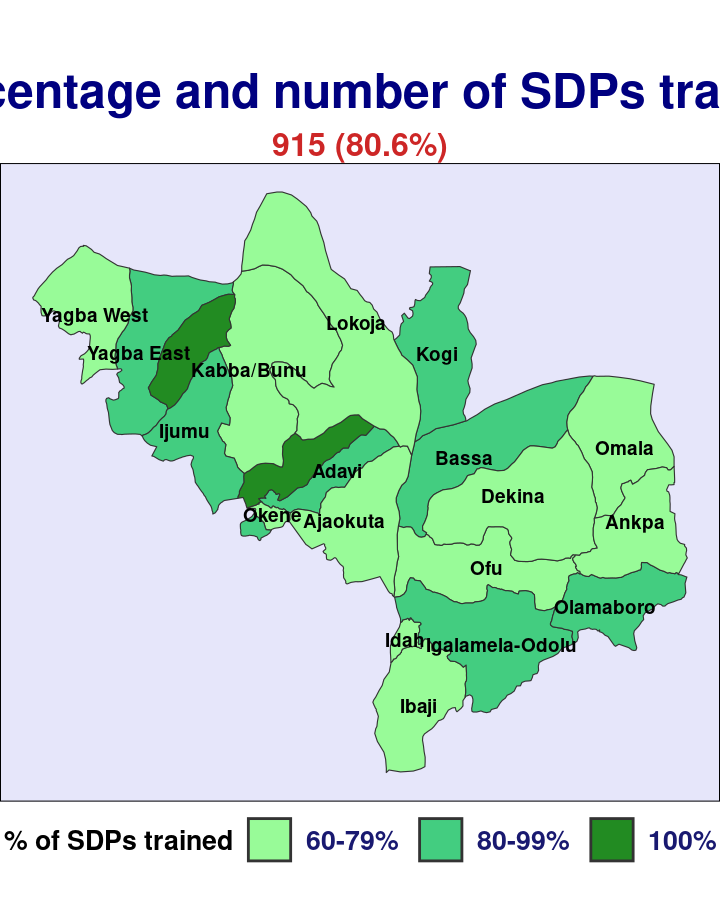 centage and number of SDPs tra
915 (80.6%)
Yagba West
Lokoja
Yagba East
Kogi
Kabba/Bunu
Ijumu
Omala
Bassa
Adavi
Dekina
Okene
Ajaokuta
Ankpa
Ofu
Olamaboro
Idah
Igalamela-Odolu
Ibaji
% of SDPs trained 60-79% 80-99% 100%